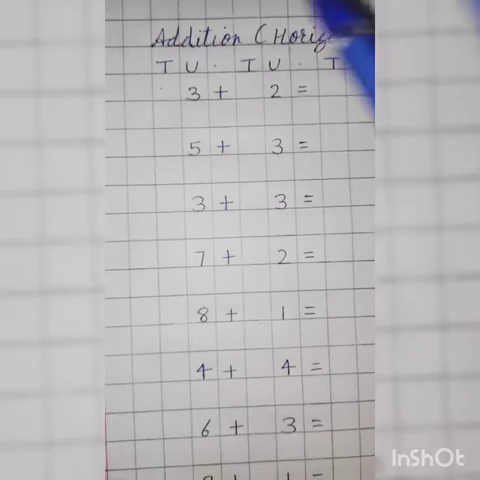 Addition (Horiz
T U . T U . T
3 + 2 =
5 + 3 =
3 + 3 =
7 + 2 =
8 + 1 =
4 + 4 =
6 + 3 =
InShOt